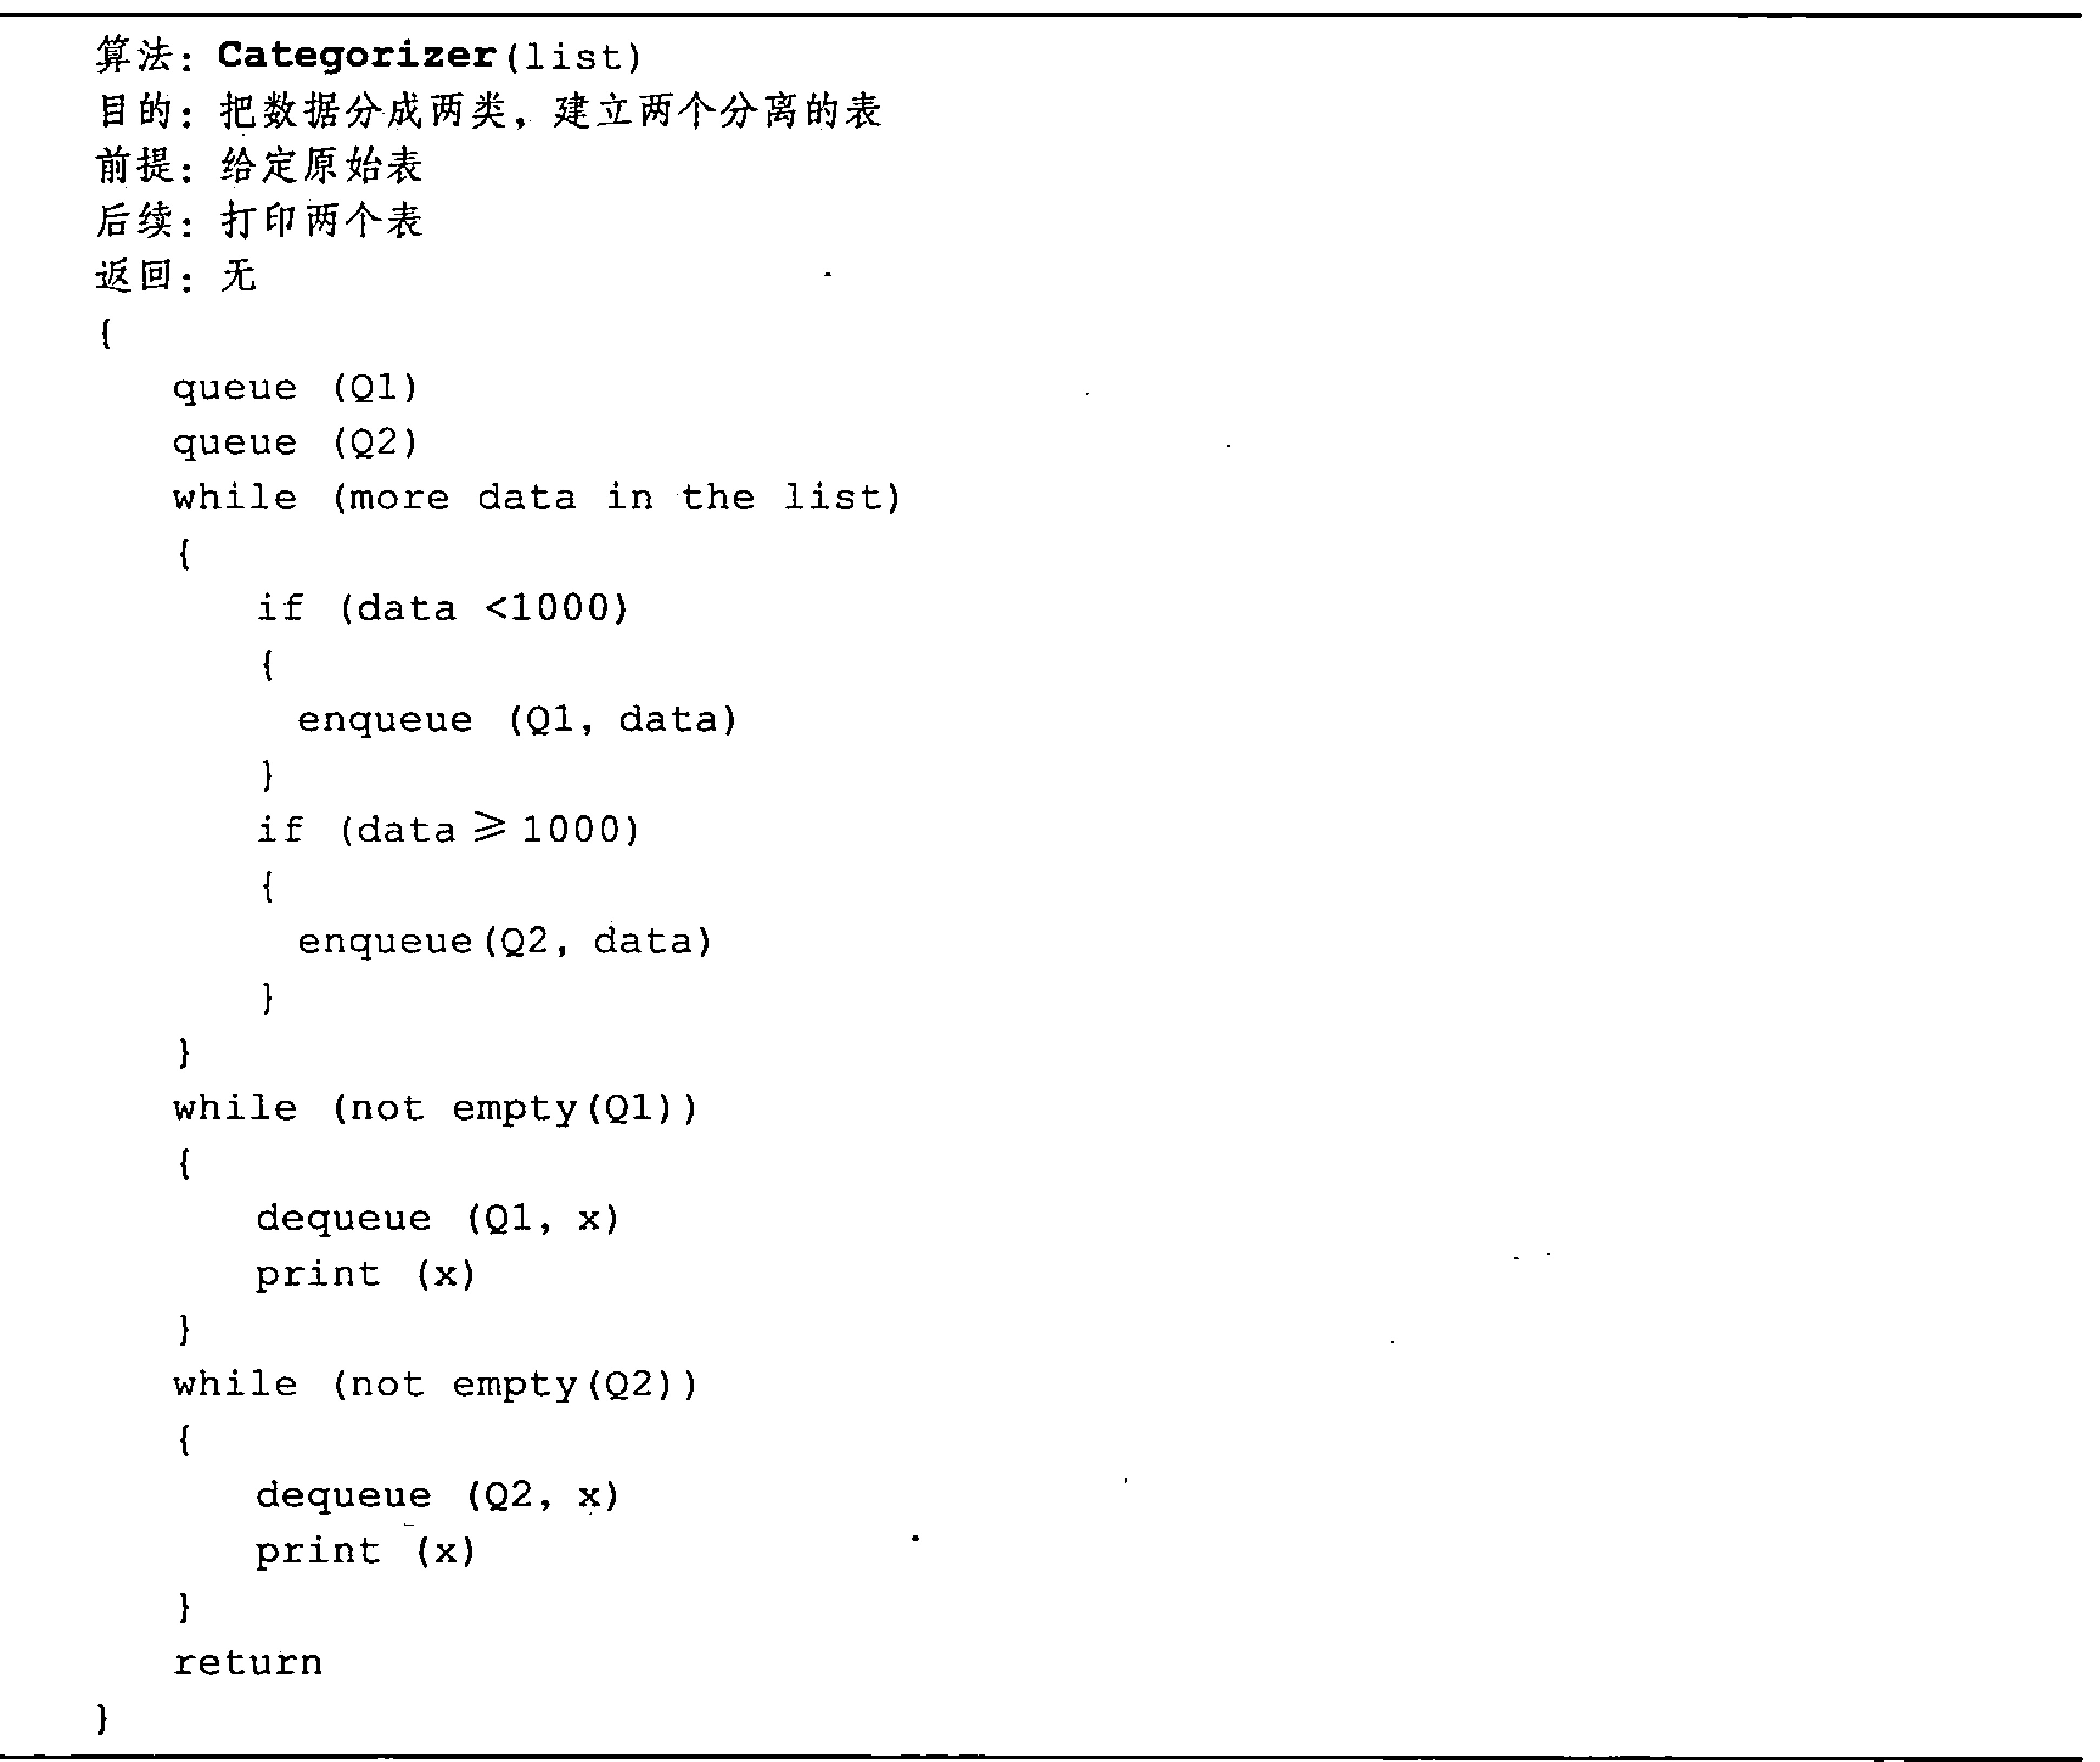 算法：Categorizer(list)
目的：把数据分成两类，建立两个分离的表
前提：给定原始表
后续：打印两个表
返回：无
{
queue (Q1)
queue (Q2)
while (more data in the list)
{
if (data <1000)
{
enqueue (Q1, data)
}
if (data ⩾ 1000)
{
enqueue(Q2, data)
}
}
while (not empty(Q1))
{
dequeue (Q1, x)
print (x)
}
while (not empty(Q2))
{
dequeue (Q2, x)
print (x)
}
return
}